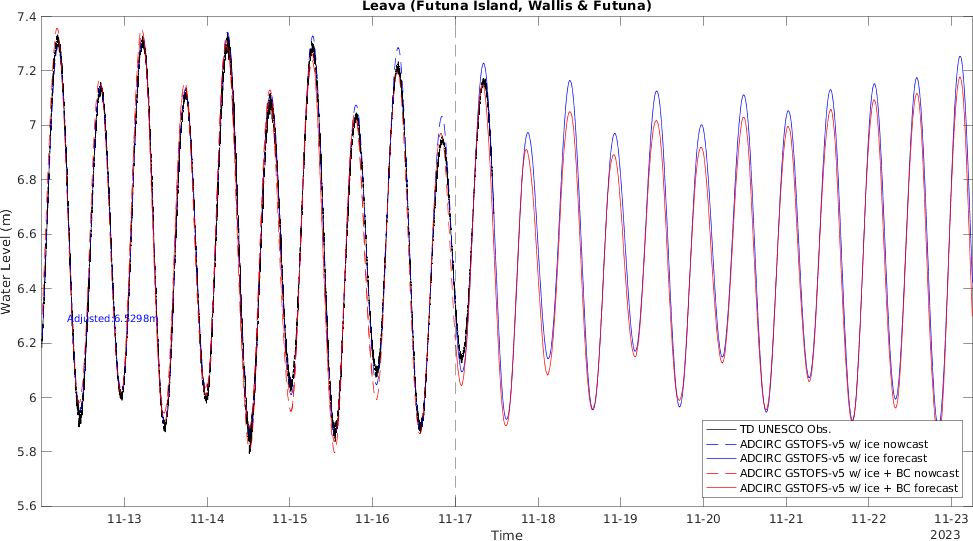 Leava (Futuna Island, Wallis & Futuna)
7.4
7.2
7
6.8
6.6
6.4
6.2
6
5.8
5.6
Water Level (m)
Adjusted:6.5298m
TD UNESCO Obs.
ADCIRC GSTOFS-v5 w/ ice nowcast
ADCIRC GSTOFS-v5 w/ ice forecast
ADCIRC GSTOFS-v5 w/ ice + BC nowcast
ADCIRC GSTOFS-v5 w/ ice + BC forecast
11-13 11-14 11-15 11-16 11-17 11-18 11-19 11-20 11-21 11-22 11-23
Time 2023